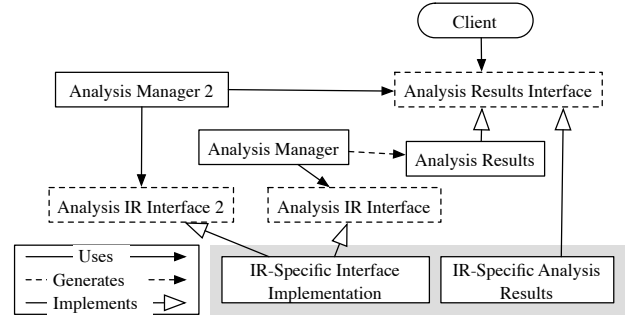 Client
Analysis Manager 2
Analysis Results Interface
Analysis Manager
Analysis Results
Analysis IR Interface 2
Analysis IR Interface
Uses
Generates
Implements
IR-Specific Interface
Implementation
IR-Specific Analysis
Results